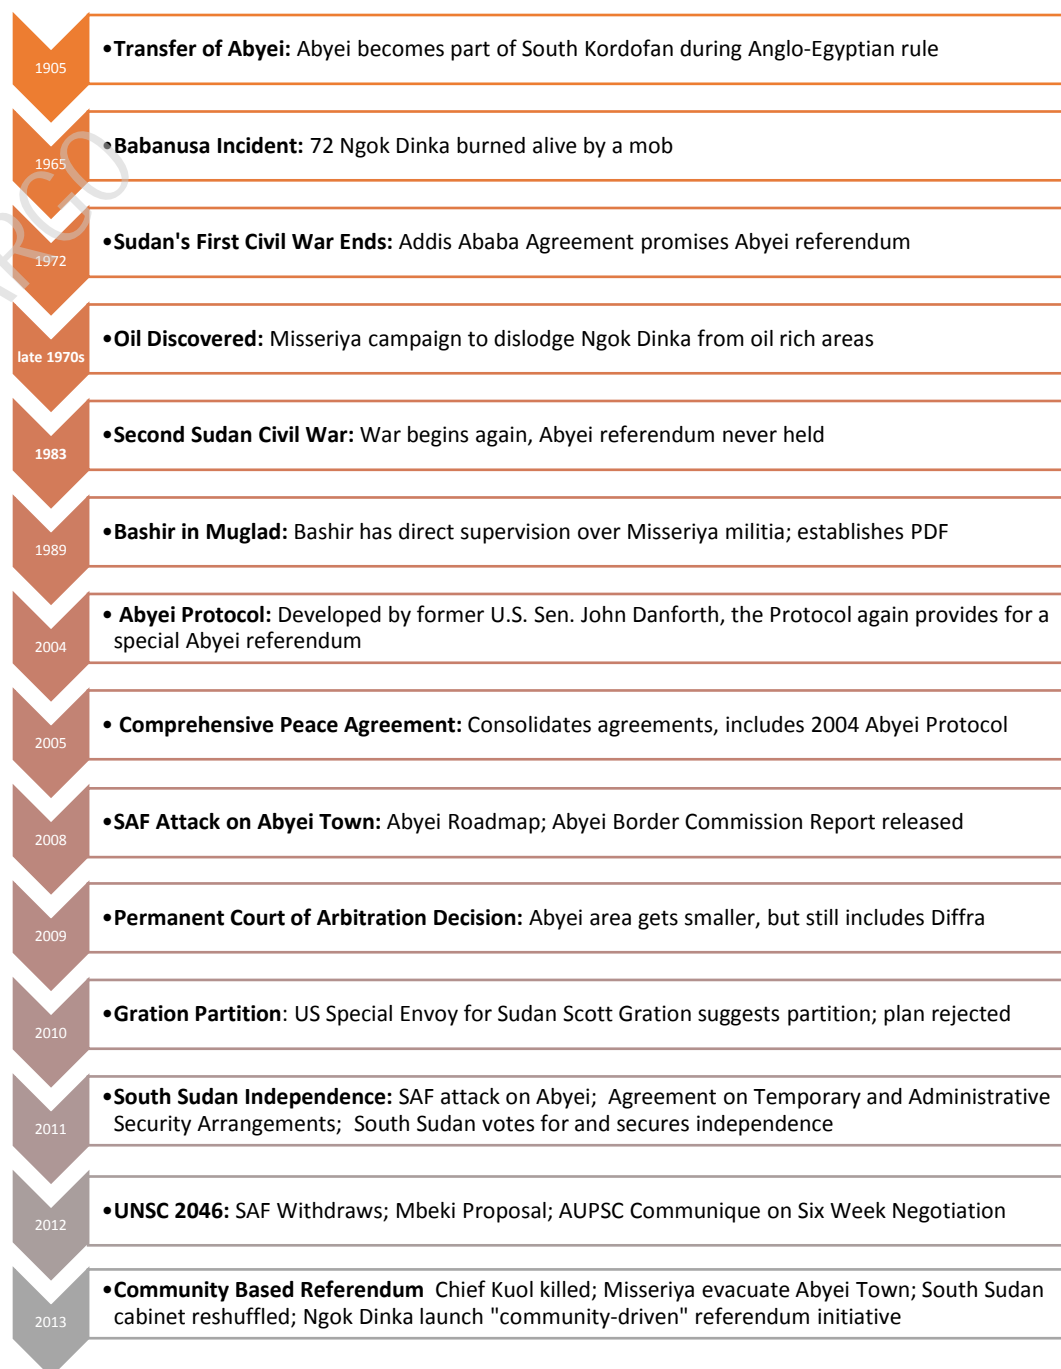 1905
•Transfer of Abyei: Abyei becomes part of South Kordofan during Anglo-Egyptian rule
1965
•Babanusa Incident: 72 Ngok Dinka burned alive by a mob
1972
•Sudan's First Civil War Ends: Addis Ababa Agreement promises Abyei referendum
late 1970s
•Oil Discovered: Misseriya campaign to dislodge Ngok Dinka from oil rich areas
1983
•Second Sudan Civil War: War begins again, Abyei referendum never held
1989
•Bashir in Muglad: Bashir has direct supervision over Misseriya militia; establishes PDF
2004
• Abyei Protocol: Developed by former U.S. Sen. John Danforth, the Protocol again provides for a
special Abyei referendum
2005
• Comprehensive Peace Agreement: Consolidates agreements, includes 2004 Abyei Protocol
2008
•SAF Attack on Abyei Town: Abyei Roadmap; Abyei Border Commission Report released
2009
•Permanent Court of Arbitration Decision: Abyei area gets smaller, but still includes Diffra
2010
•Gration Partition: US Special Envoy for Sudan Scott Gration suggests partition; plan rejected
2011
•South Sudan Independence: SAF attack on Abyei; Agreement on Temporary and Administrative
Security Arrangements; South Sudan votes for and secures independence
2012
•UNSC 2046: SAF Withdraws; Mbeki Proposal; AUPSC Communique on Six Week Negotiation
2013
•Community Based Referendum Chief Kuol killed; Misseriya evacuate Abyei Town; South Sudan
cabinet reshuffled; Ngok Dinka launch "community-driven" referendum initiative